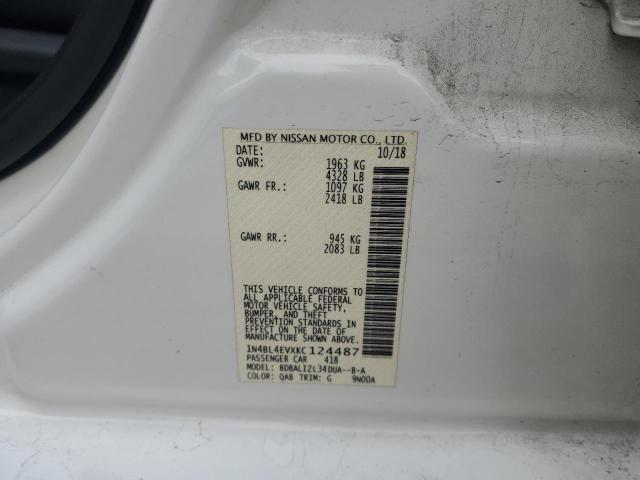 MFD BY NISSAN MOTOR CO., LTD.
DATE: 10/18
GVWR: 1963 KG
4328 LB
GAWR FR.: 1097 KG
2418 LB
GAWR RR.: 945 KG
2083 LB
THIS VEHICLE CONFORMS TO
ALL APPLICABLE FEDERAL
MOTOR VEHICLE SAFETY,
BUMPER, AND THEFT
PREVENTION STANDARDS
IN EFFECT ON THE DATE OF
MANUFACTURE SHOWN ABOVE.
1N4BL4EVXKC124487
PASSENGER CAR 418
MODEL: BDBALIZL34DUA--B-A
COLOR: QAB TRIM: G 9N00A